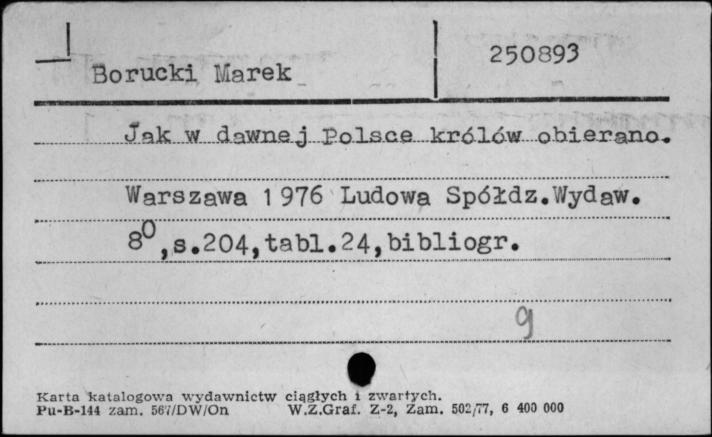 250893
Borucki Marek
Jak w dawnej Polsce królów obierano.
Warszawa 1976 Ludowa Spółdz.Wydaw.
8⁰,s.204,tabl.24,bibliogr.
9
Karta katalogowa wydawnictw ciągłych i zwartych.
Pu-B-144 zam. 567/DW/On W.Z.Graf. Z-2, Zam. 502/77, 6 400 000